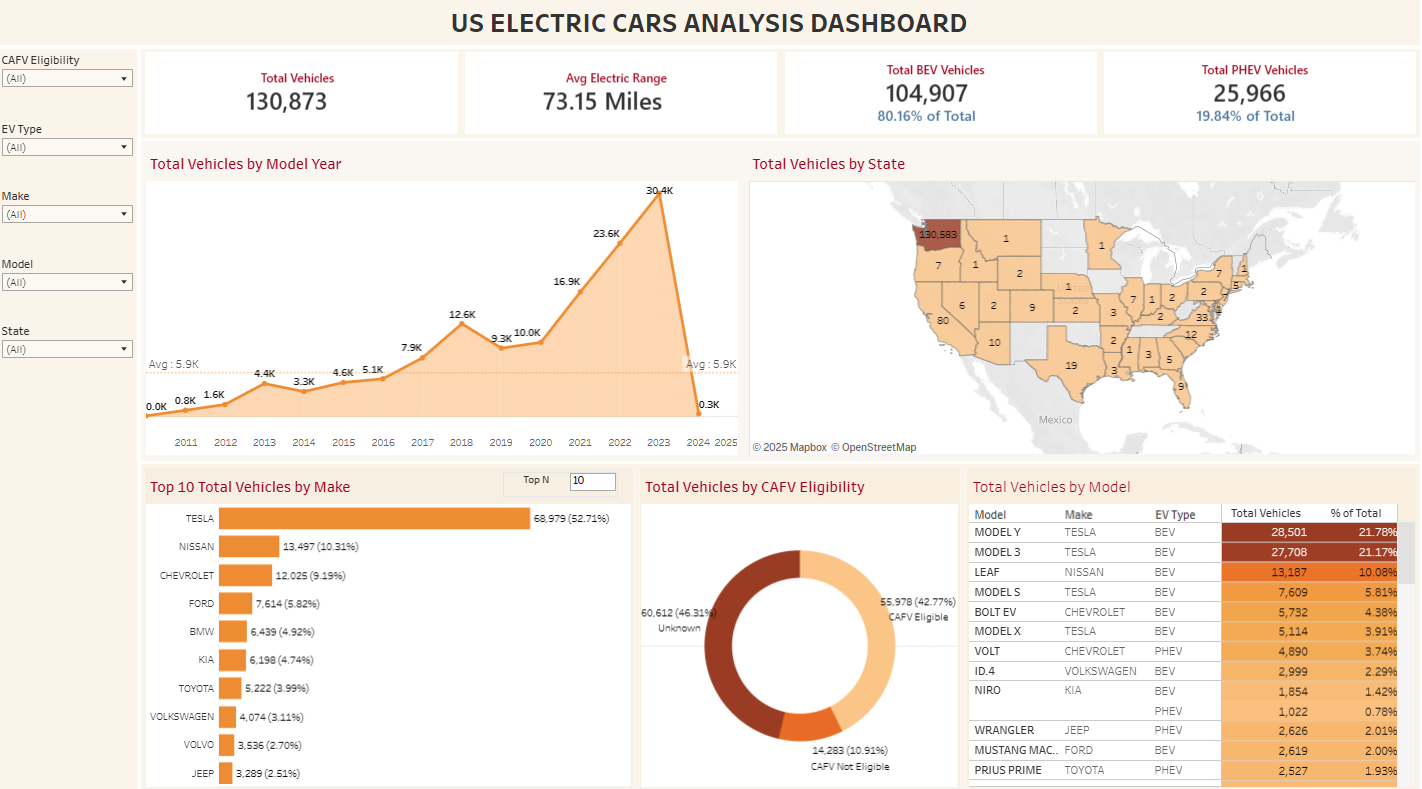 US ELECTRIC CARS ANALYSIS DASHBOARD
CAFV Eligibility
(All)
EV Type
(All)
Make
(All)
Model
(All)
State
(All)
Total Vehicles
130,873
Avg Electric Range
73.15 Miles
Total BEV Vehicles
104,907
80.16% of Total
Total PHEV Vehicles
25,966
19.84% of Total
Total Vehicles by Model Year
30.4K
23.6K
16.9K
12.6K
10.0K
9.3K
7.9K
Avg : 5.9K
Avg : 5.9K
4.4K
3.3K
4.6K
5.1K
0.0K
0.8K
1.6K
0.3K
2011 2012 2013 2014 2015 2016 2017 2018 2019 2020 2021 2022 2023 2024 2025
Total Vehicles by State
130,583
1
1
7
1
2
7
1
5
80
6
2
9
1
2
3
7
1
2
2
2
33
10
19
2
3
1
3
5
12
9
Mexico
© 2025 Mapbox © OpenStreetMap
Top 10 Total Vehicles by Make
Top N
10
TESLA 68,979 (52.71%)
NISSAN 13,497 (10.31%)
CHEVROLET 12,025 (9.19%)
FORD 7,614 (5.82%)
BMW 6,439 (4.92%)
KIA 6,198 (4.74%)
TOYOTA 5,222 (3.99%)
VOLKSWAGEN 4,074 (3.11%)
VOLVO 3,536 (2.70%)
JEEP 3,289 (2.51%)
Total Vehicles by CAFV Eligibility
60,612 (46.31%)
Unknown
55,978 (42.77%)
CAFV Eligible
14,283 (10.91%)
CAFV Not Eligible
Total Vehicles by Model
Model Make EV Type Total Vehicles % of Total
MODEL Y TESLA BEV 28,501 21.78%
MODEL 3 TESLA BEV 27,708 21.17%
LEAF NISSAN BEV 13,187 10.08%
MODEL S TESLA BEV 7,609 5.81%
BOLT EV CHEVROLET BEV 5,732 4.38%
MODEL X TESLA BEV 5,114 3.91%
VOLT CHEVROLET PHEV 4,890 3.74%
ID.4 VOLKSWAGEN BEV 2,999 2.29%
NIRO KIA BEV 1,854 1.42%
PHEV 1,022 0.78%
WRANGLER JEEP PHEV 2,626 2.01%
MUSTANG MAC.. FORD BEV 2,619 2.00%
PRIUS PRIME TOYOTA PHEV 2,527 1.93%